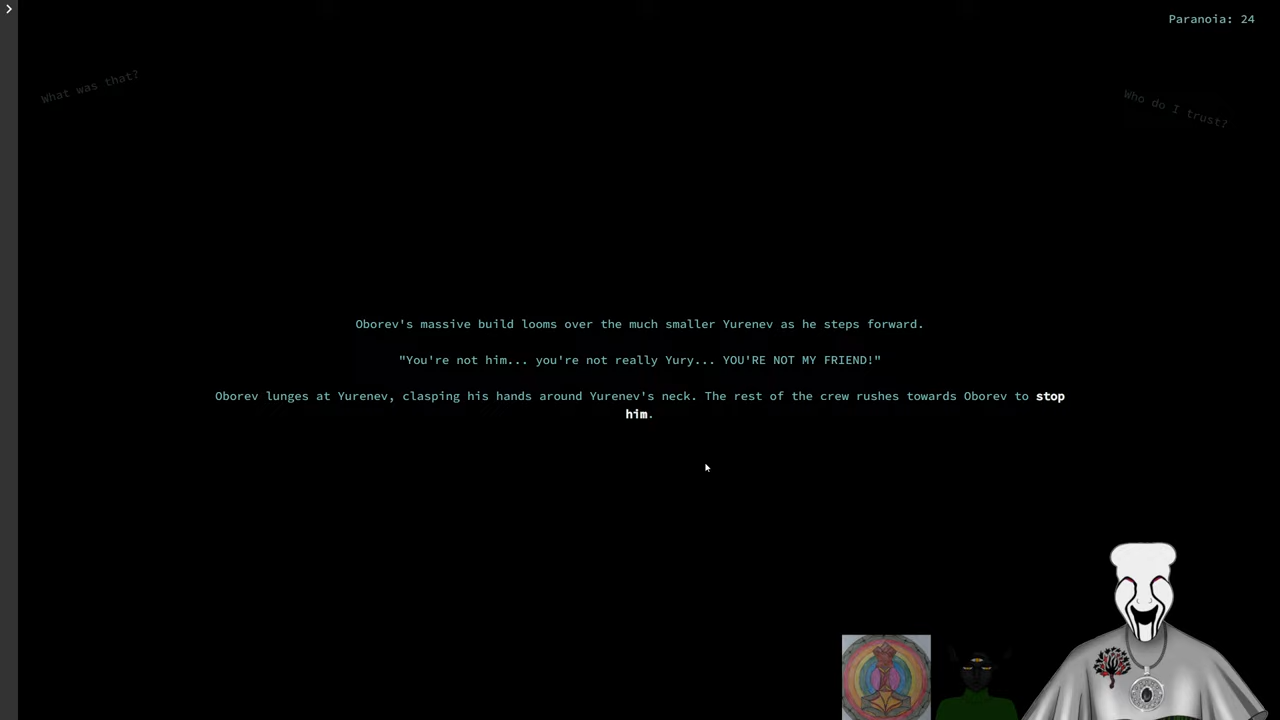 Paranoia: 24
What was that?
Who do I trust?
Oborev's massive build looms over the much smaller Yurenev as he steps forward.
"You're not him... you're not really Yury... YOU'RE NOT MY FRIEND!"
Oborev lunges at Yurenev, clasping his hands around Yurenev's neck. The rest of the crew rushes towards Oborev to stop
him.